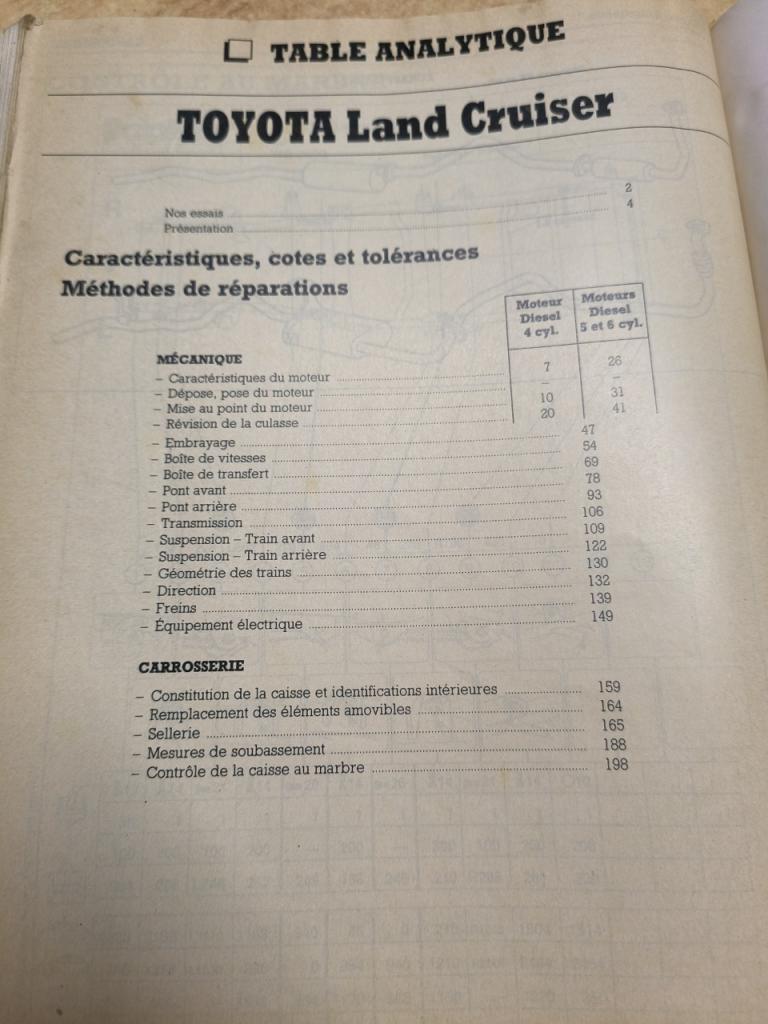 TABLE ANALYTIQUE
TOYOTA Land Cruiser
Nos essais 2
Présentation 4
Caractéristiques, cotes et tolérances
Méthodes de réparations
Moteur Diesel 4 cyl.
Moteurs Diesel 5 et 6 cyl.
MÉCANIQUE
– Caractéristiques du moteur 7 26
– Dépose, pose du moteur – –
– Mise au point du moteur 10 31
– Révision de la culasse 20 41
– Embrayage 47
– Boîte de vitesses 54
– Boîte de transfert 69
– Pont avant 78
– Pont arrière 93
– Transmission 106
– Suspension – Train avant 109
– Suspension – Train arrière 122
– Géométrie des trains 130
– Direction 132
– Freins 139
– Équipement électrique 149
CARROSSERIE
– Constitution de la caisse et identifications intérieures 159
– Remplacement des éléments amovibles 164
– Sellerie 165
– Mesures de soubassement 188
– Contrôle de la caisse au marbre 198